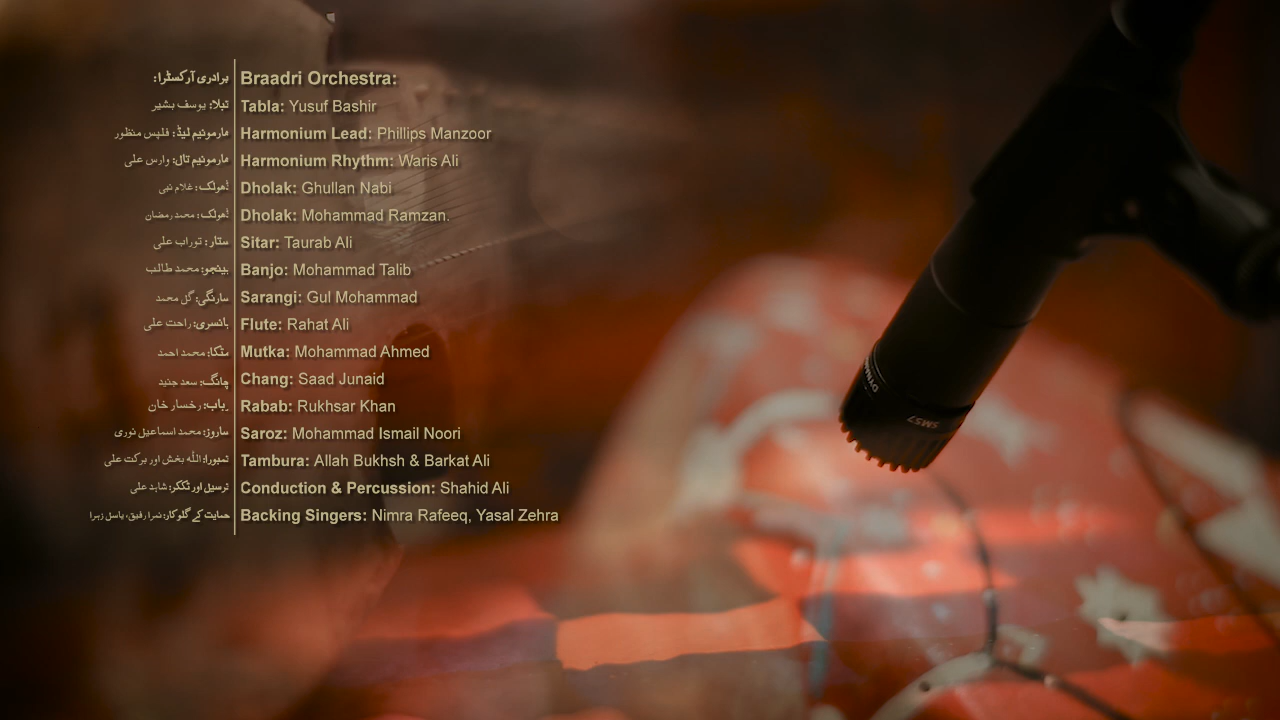 برادری آرکسٹرا: Braadri Orchestra:
تبلا: یوسف بشیر Tabla: Yusuf Bashir
ہارمونیم لیڈ: فلپس منظور Harmonium Lead: Phillips Manzoor
ہارمونیم تال: وارس علی Harmonium Rhythm: Waris Ali
ڈھولک: غلام نبی Dholak: Ghullan Nabi
ڈھولک: محمد رمضان Dholak: Mohammad Ramzan.
ستار: توراب علی Sitar: Taurab Ali
بینجو: محمد طالب Banjo: Mohammad Talib
سارنگی: گل محمد Sarangi: Gul Mohammad
بانسری: راحت علی Flute: Rahat Ali
مٹکا: محمد احمد Mutka: Mohammad Ahmed
چانگ: سعد جنید Chang: Saad Junaid
رباب: رخسار خان Rabab: Rukhsar Khan
ساروز: محمد اسماعیل نوری Saroz: Mohammad Ismail Noori
تمبورا: اللہ بخش اور برکت علی Tambura: Allah Bukhsh & Barkat Ali
ترسیل اور ٹککر: شاہد علی Conduction & Percussion: Shahid Ali
حمایت کے گلوکار: نمرا رفیق، یاسل زہرا Backing Singers: Nimra Rafeeq, Yasal Zehra
SM57